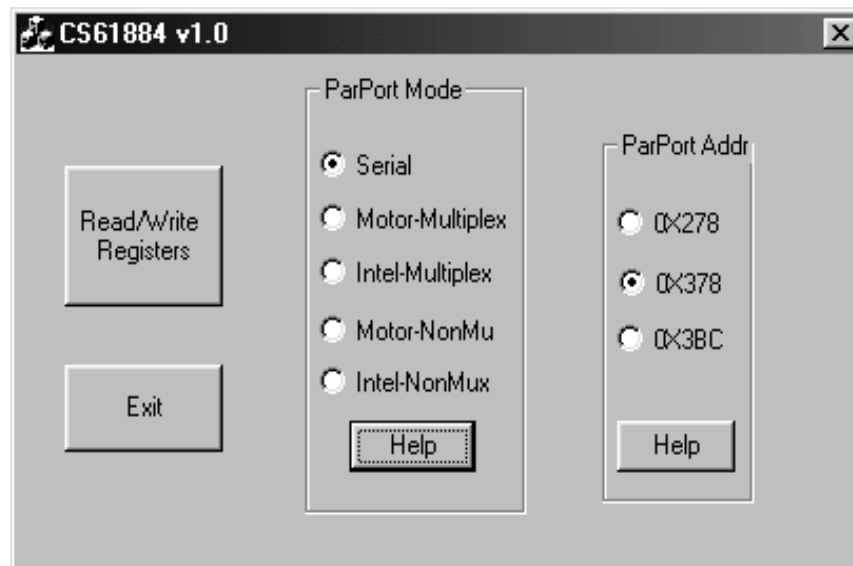 CS61884 v1.0
Read/Write
Registers
Exit
ParPort Mode
Serial
Motor-Multiplex
Intel-Multiplex
Motor-NonMu
Intel-NonMux
Help
ParPort Addr
0X278
0X378
0X3BC
Help